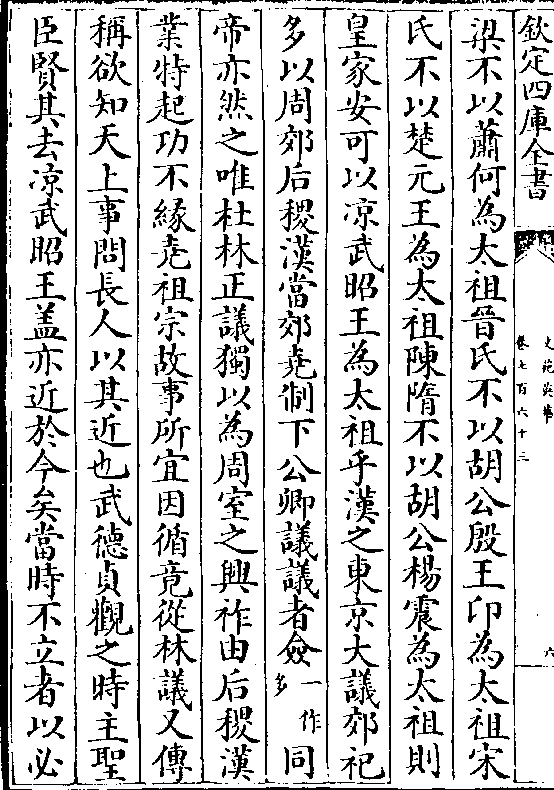 欽定四庫全書
文苑英華
卷七百六十三
六
梁不以蕭何為太祖晉氏不以胡公殷王卬為太祖宋
氏不以楚元王為太祖陳隋不以胡公楊震為太祖則
皇家安可以凉武昭王為太祖乎漢之東京大議郊祀
多以周郊后稷漢當郊堯制下公卿議議者僉一作多同
帝亦然之唯杜林正議獨以為周室之興祚由后稷漢
業特起功不緣堯祖宗故事所宜因循竟從林議又傳
稱欲知天上事問長人以其近也武德貞觀之時主聖
臣賢其去凉武昭王盖亦近於今矣當時不立者以必